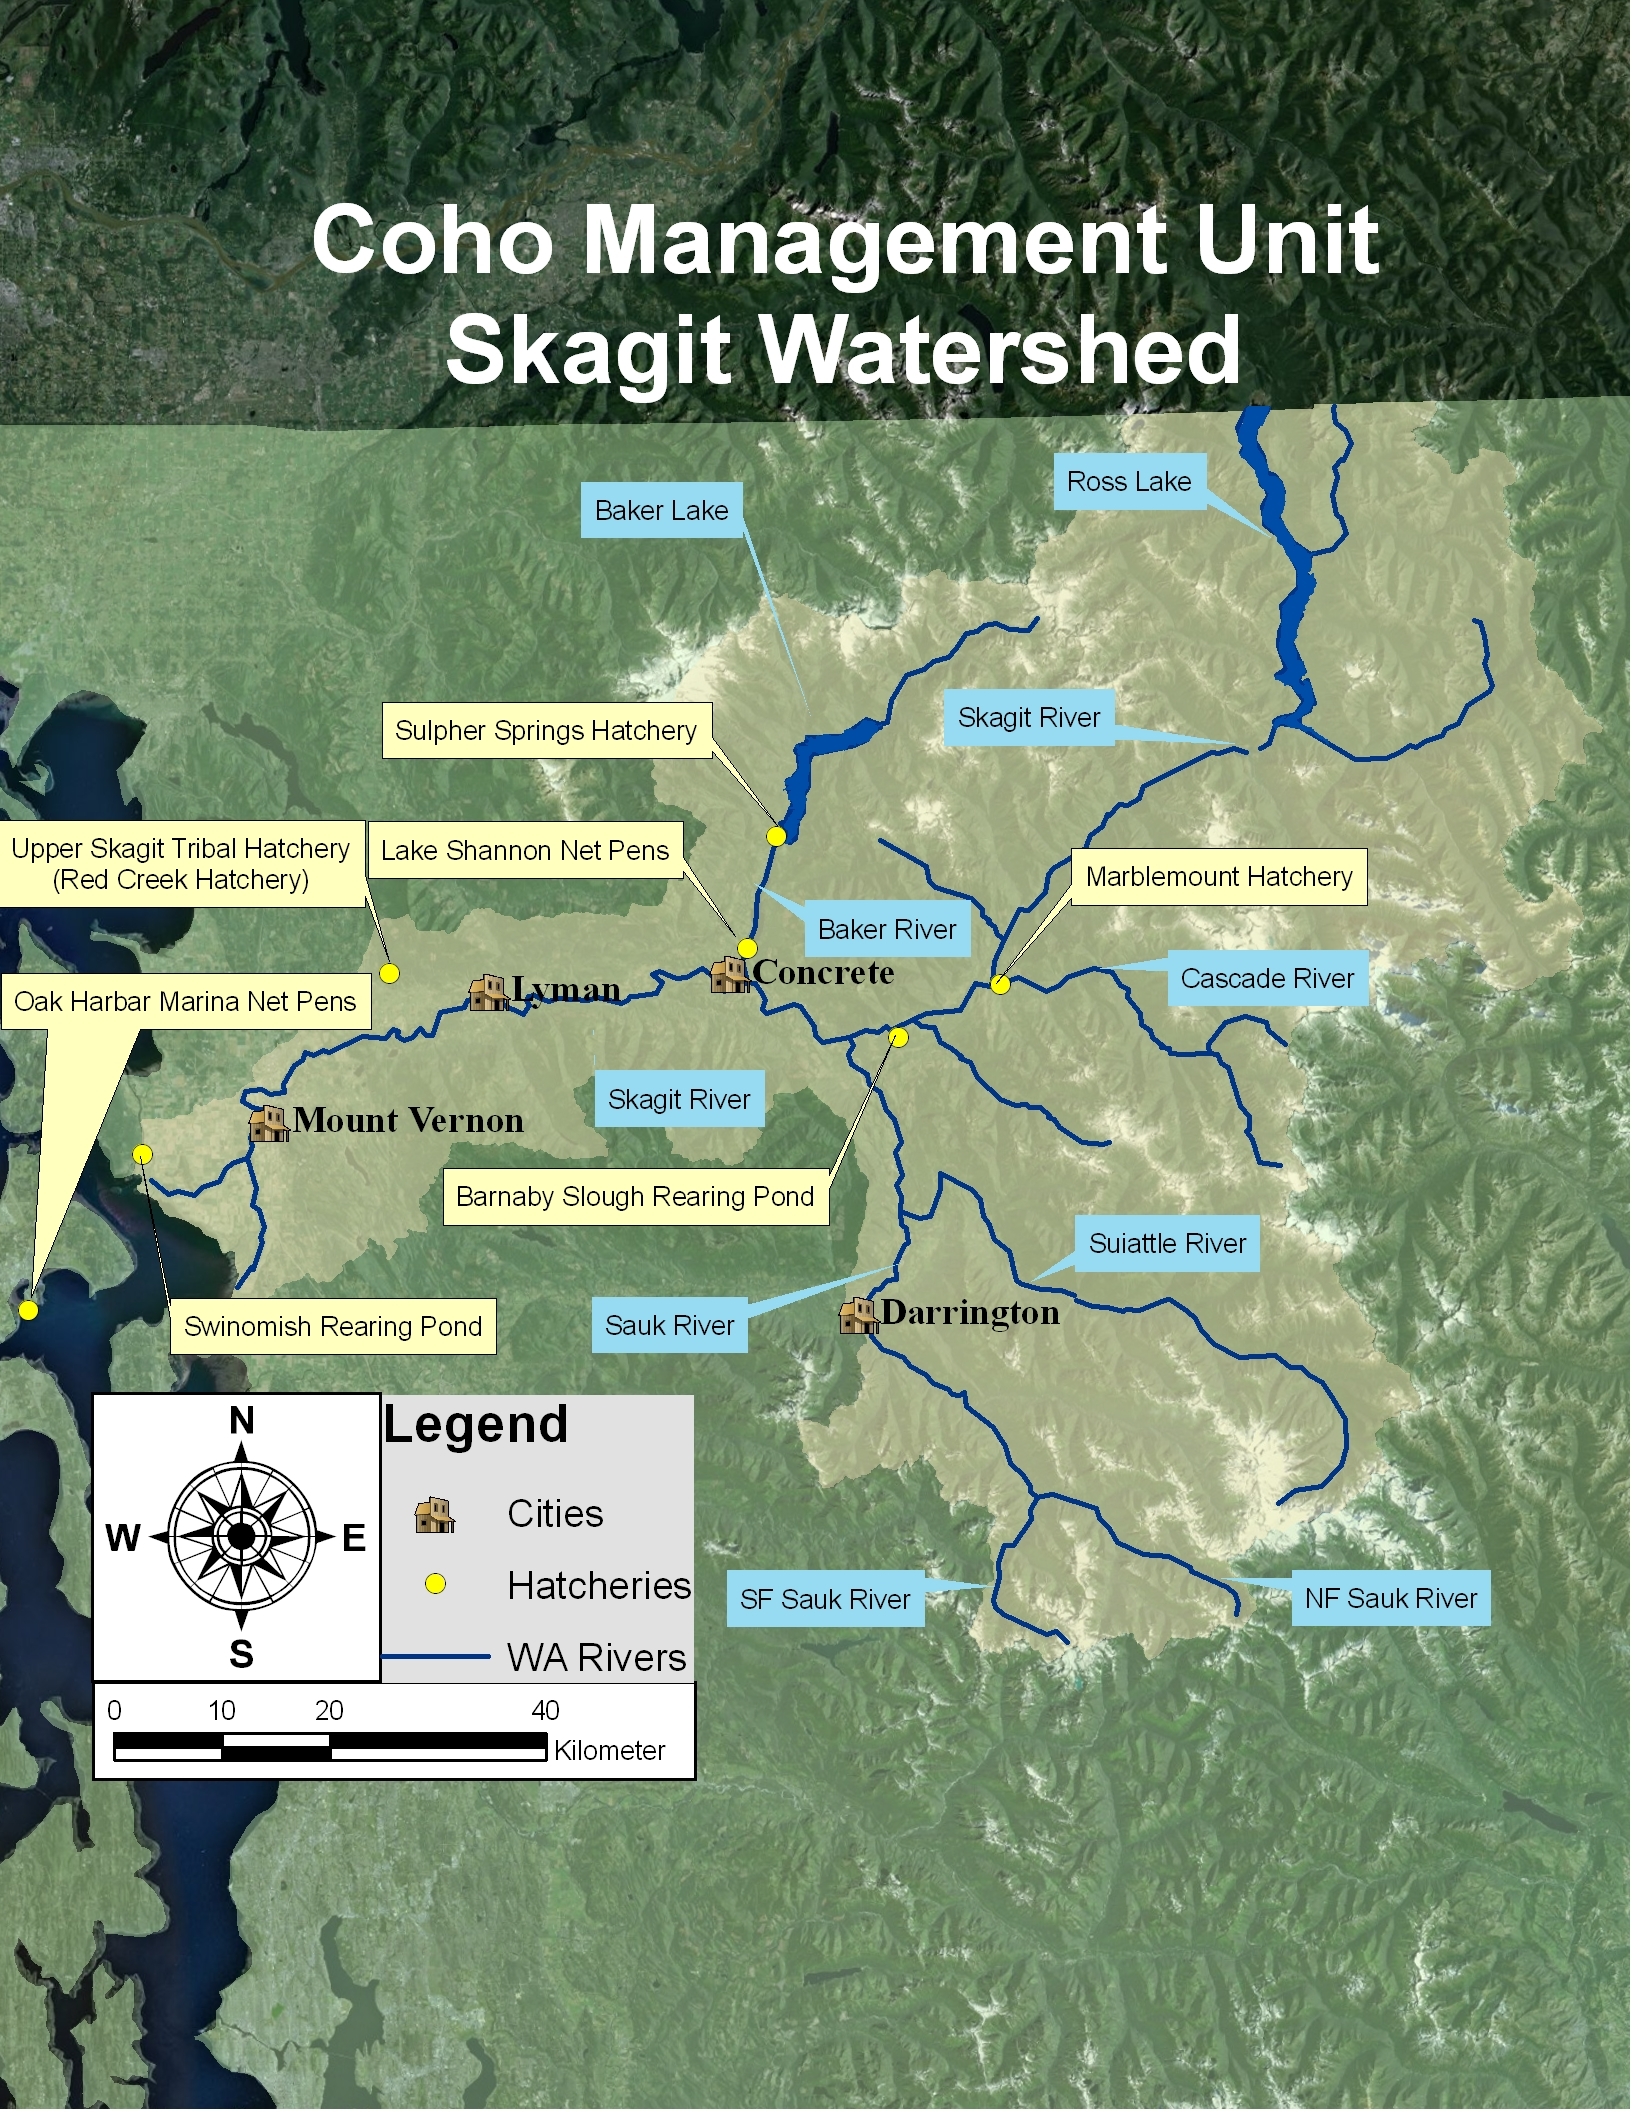 Coho Management Unit
Skagit Watershed
Ross Lake
Baker Lake
Skagit River
Sulpher Springs Hatchery
Upper Skagit Tribal Hatchery
(Red Creek Hatchery)
Lake Shannon Net Pens
Marblemount Hatchery
Baker River
Concrete
Cascade River
Lyman
Oak Harbar Marina Net Pens
Skagit River
Mount Vernon
Barnaby Slough Rearing Pond
Suiattle River
Sauk River
Darrington
Swinomish Rearing Pond
SF Sauk River
NF Sauk River
N
W
E
S
Legend
Cities
Hatcheries
WA Rivers
0 10 20 40
Kilometer